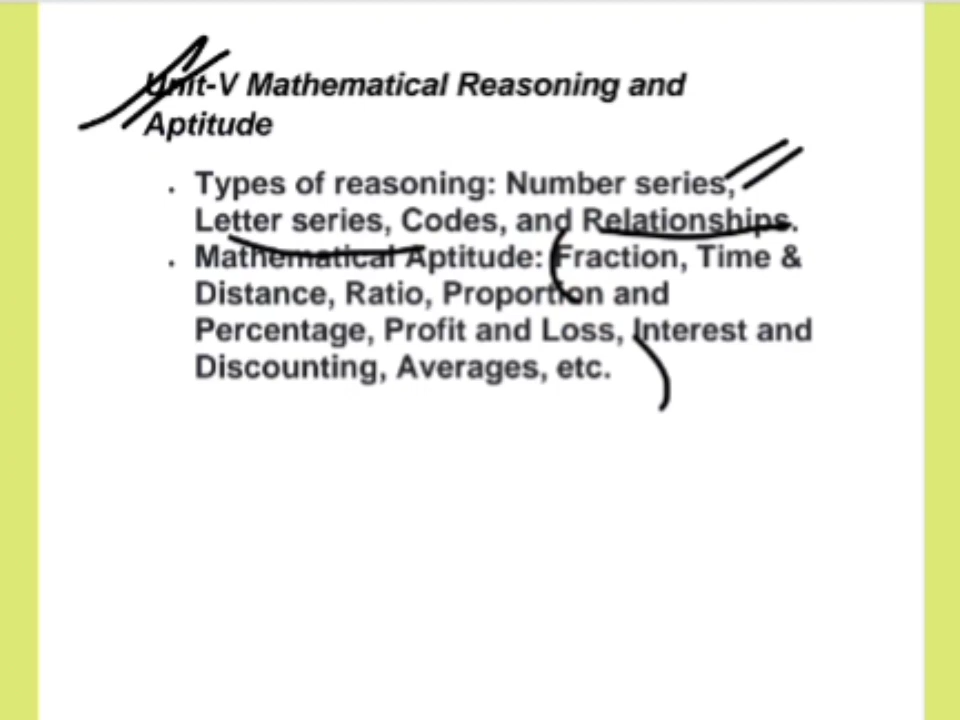 Unit-V Mathematical Reasoning and
Aptitude
. Types of reasoning: Number series,
Letter series, Codes, and Relationships.
. Mathematical Aptitude: Fraction, Time &
Distance, Ratio, Proportion and
Percentage, Profit and Loss, Interest and
Discounting, Averages, etc.